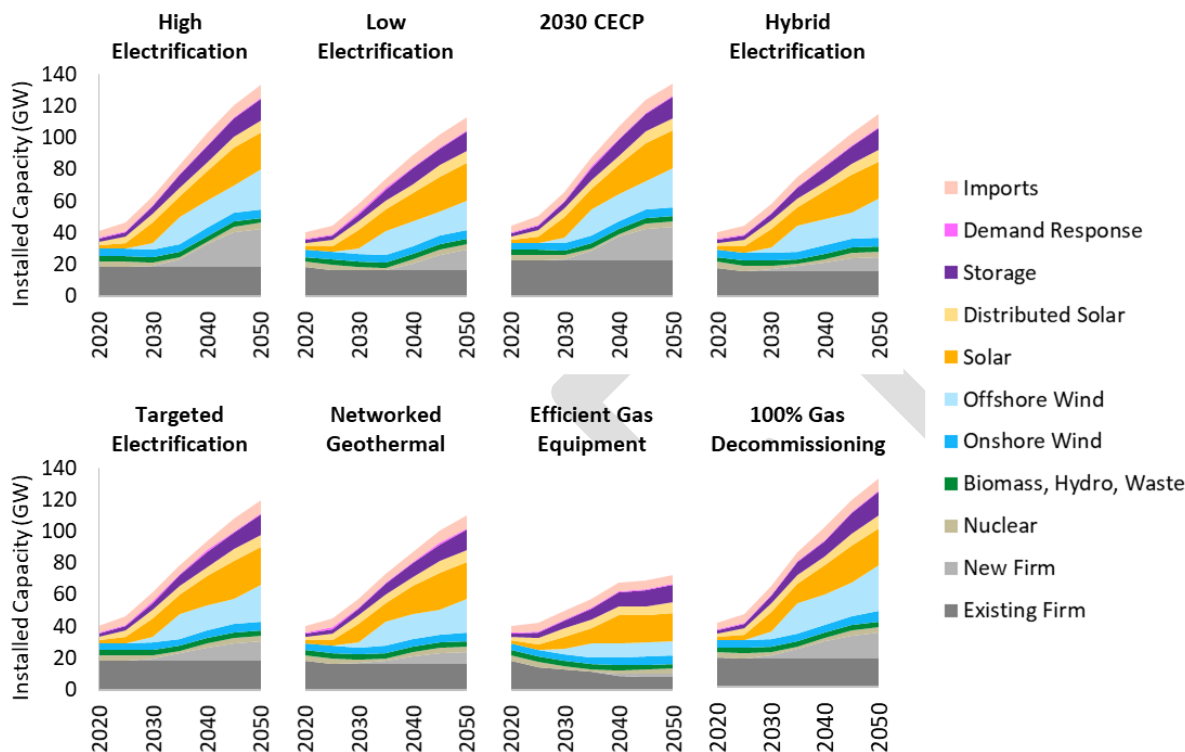 High
Electrification
Low
Electrification
2030 CECP
Hybrid
Electrification
Installed Capacity (GW)
140
120
100
80
60
40
20
0
2020
2030
2040
2050
2020
2030
2040
2050
2020
2030
2040
2050
2020
2030
2040
2050
Targeted
Electrification
Networked
Geothermal
Efficient Gas
Equipment
100% Gas
Decommissioning
Installed Capacity (GW)
140
120
100
80
60
40
20
0
2020
2030
2040
2050
2020
2030
2040
2050
2020
2030
2040
2050
2020
2030
2040
2050
Imports
Demand Response
Storage
Distributed Solar
Solar
Offshore Wind
Onshore Wind
Biomass, Hydro, Waste
Nuclear
New Firm
Existing Firm